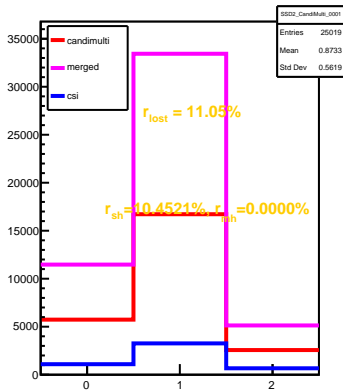 SSD2_CandiMulti_0001
Entries 25019
Mean 0.8733
Std Dev 0.5619
candimulti
merged
csi
r_lost = 11.05%
r_sh=10.4521%, r_mh=0.0000%
35000
30000
25000
20000
15000
10000
5000
0
0 1 2